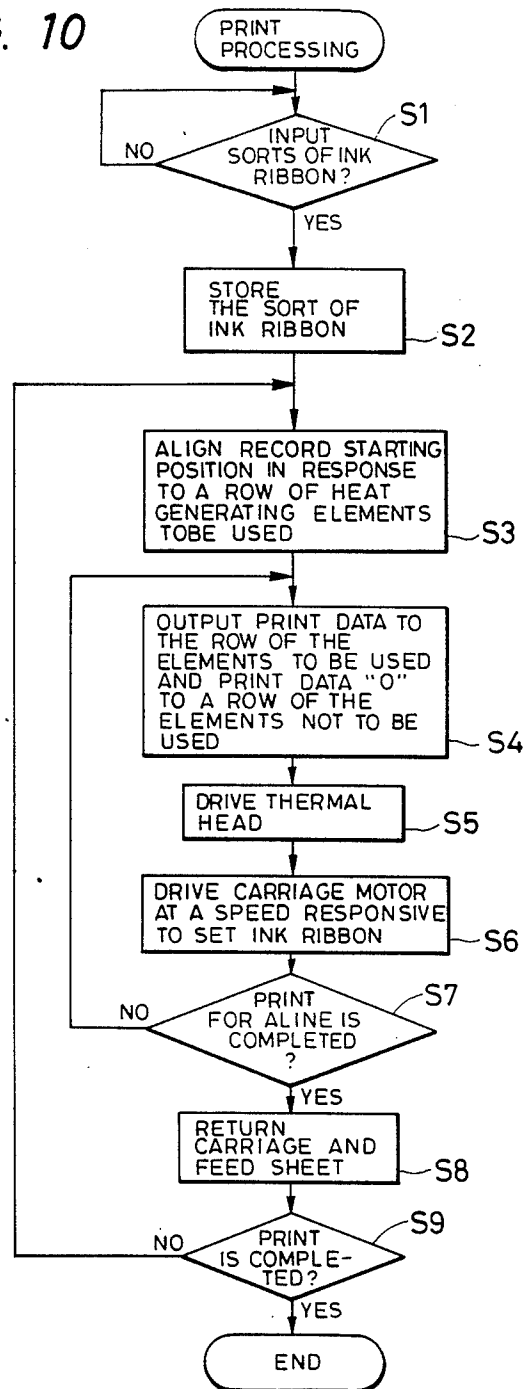 . 10
PRINT
PROCESSING
S1
INPUT
SORTS OF INK
RIBBON?
NO
YES
STORE
THE SORT OF
INK RIBBON
S2
ALIGN RECORD STARTING
POSITION IN RESPONSE
TO A ROW OF HEAT
GENERATING ELEMENTS
TOBE USED
S3
OUTPUT PRINT DATA TO
THE ROW OF THE
ELEMENTS TO BE USED
AND PRINT DATA "0"
TO A ROW OF THE
ELEMENTS NOT TO BE
USED
S4
DRIVE THERMAL
HEAD
S5
DRIVE CARRIAGE MOTOR
AT A SPEED RESPONSIVE
TO SET INK RIBBON
S6
S7
NO
PRINT
FOR ALINE IS
COMPLETED
?
YES
RETURN
CARRIAGE AND
FEED SHEET
S8
S9
NO
PRINT
IS COMPLE-
TED?
YES
END